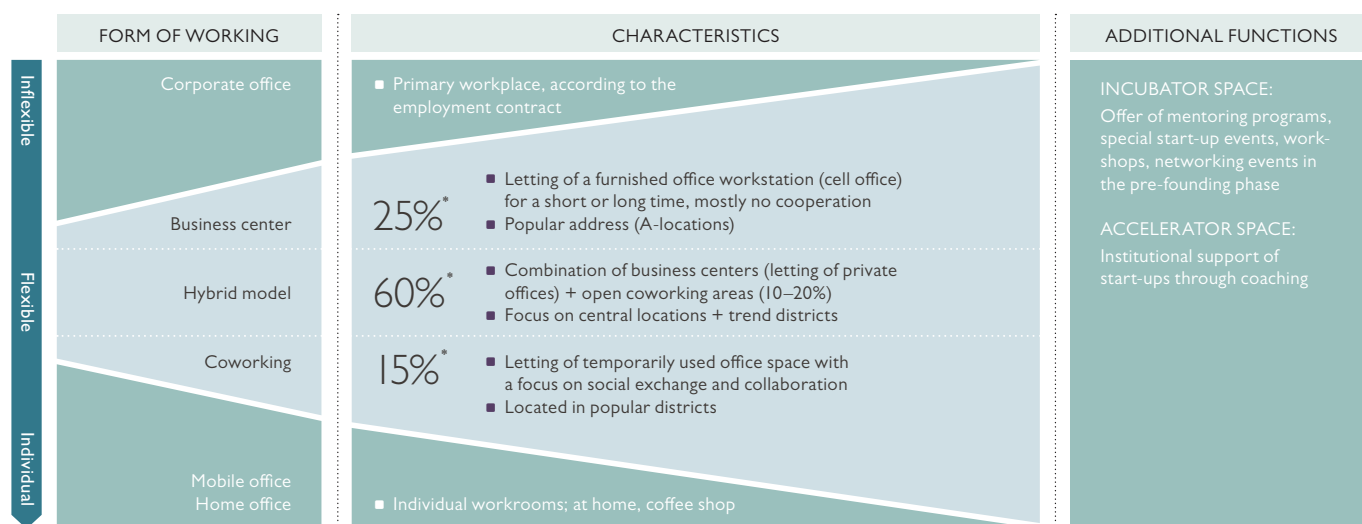 FORM OF WORKING
CHARACTERISTICS
ADDITIONAL FUNCTIONS
Inflexible
Flexible
Individual
Corporate office
Primary workplace, according to the
employment contract
Business center
25%*
Letting of a furnished office workstation (cell office)
for a short or long time, mostly no cooperation
Popular address (A-locations)
Hybrid model
60%*
Combination of business centers (letting of private
offices) + open coworking areas (10–20%)
Focus on central locations + trend districts
Coworking
15%*
Letting of temporarily used office space with
a focus on social exchange and collaboration
Located in popular districts
Mobile office
Home office
Individual workrooms; at home, coffee shop
INCUBATOR SPACE:
Offer of mentoring programs,
special start-up events, work-
shops, networking events in
the pre-founding phase
ACCELERATOR SPACE:
Institutional support of
start-ups through coaching